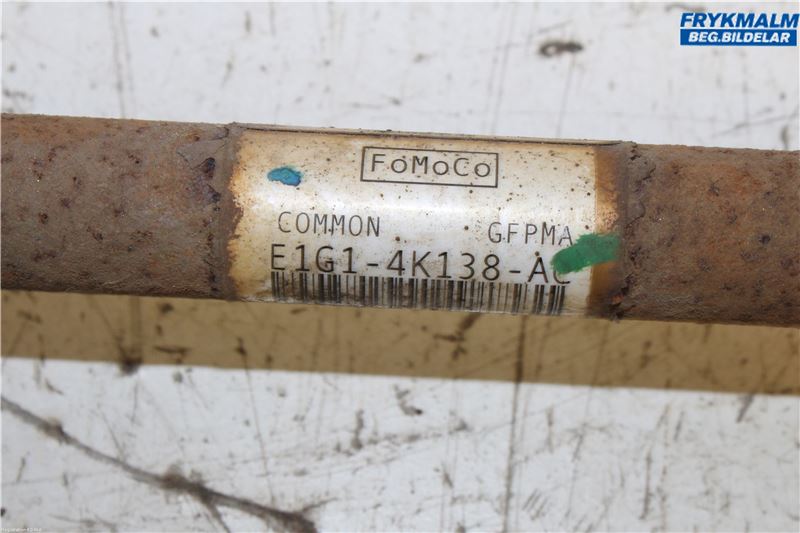 FRYKMALM
BEG.BILDELAR
FoMoCo
COMMON GFPMA
E1G1-4K138-AC